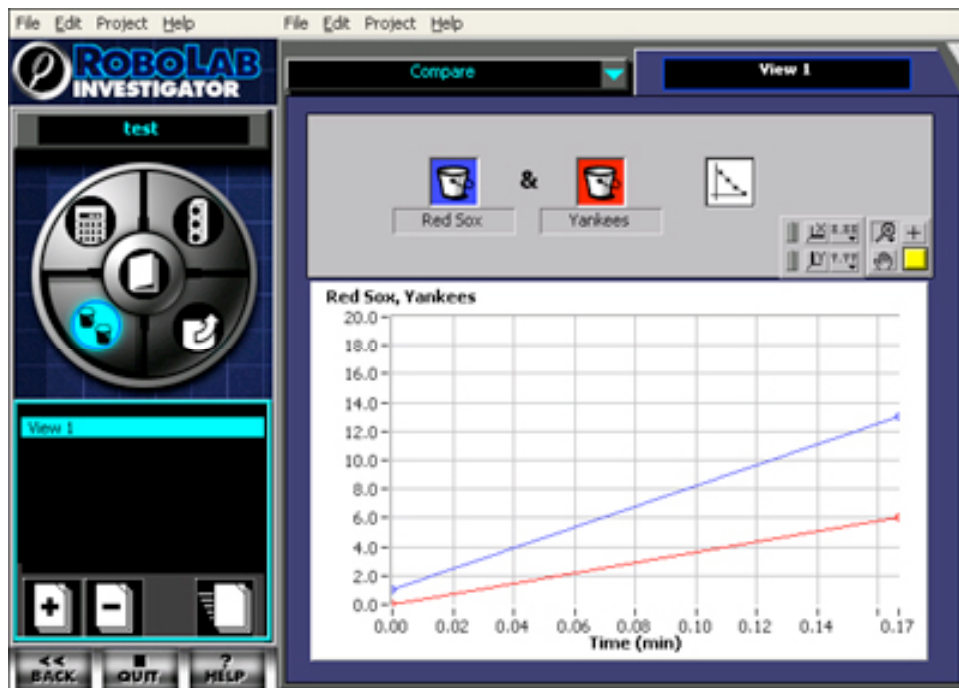 File Edit Project Help
File Edit Project Help
ROBOLAB
INVESTIGATOR
test
View 1
<<
BACK
QUIT
?
HELP
Compare
View 1
&
Red Sox
Yankees
Red Sox, Yankees
20.0
18.0
16.0
14.0
12.0
10.0
8.0
6.0
4.0
2.0
0.0
0.00 0.02 0.04 0.06 0.08 0.10 0.12 0.14 0.17
Time (min)